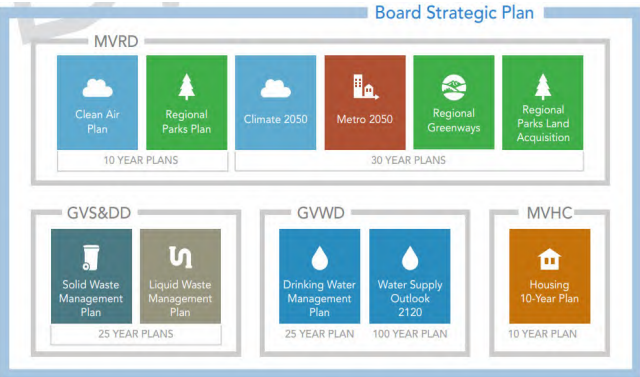 Board Strategic Plan
MVRD
Clean Air
Plan
Regional
Parks Plan
Climate 2050
Metro 2050
Regional
Greenways
Regional
Parks Land
Acquisition
10 YEAR PLANS
30 YEAR PLANS
GVS&DD
Solid Waste
Management
Plan
Liquid Waste
Management
Plan
25 YEAR PLANS
GVWD
Drinking Water
Management
Plan
Water Supply
Outlook
2120
25 YEAR PLAN
100 YEAR PLAN
MVHC
Housing
10-Year Plan
10 YEAR PLAN